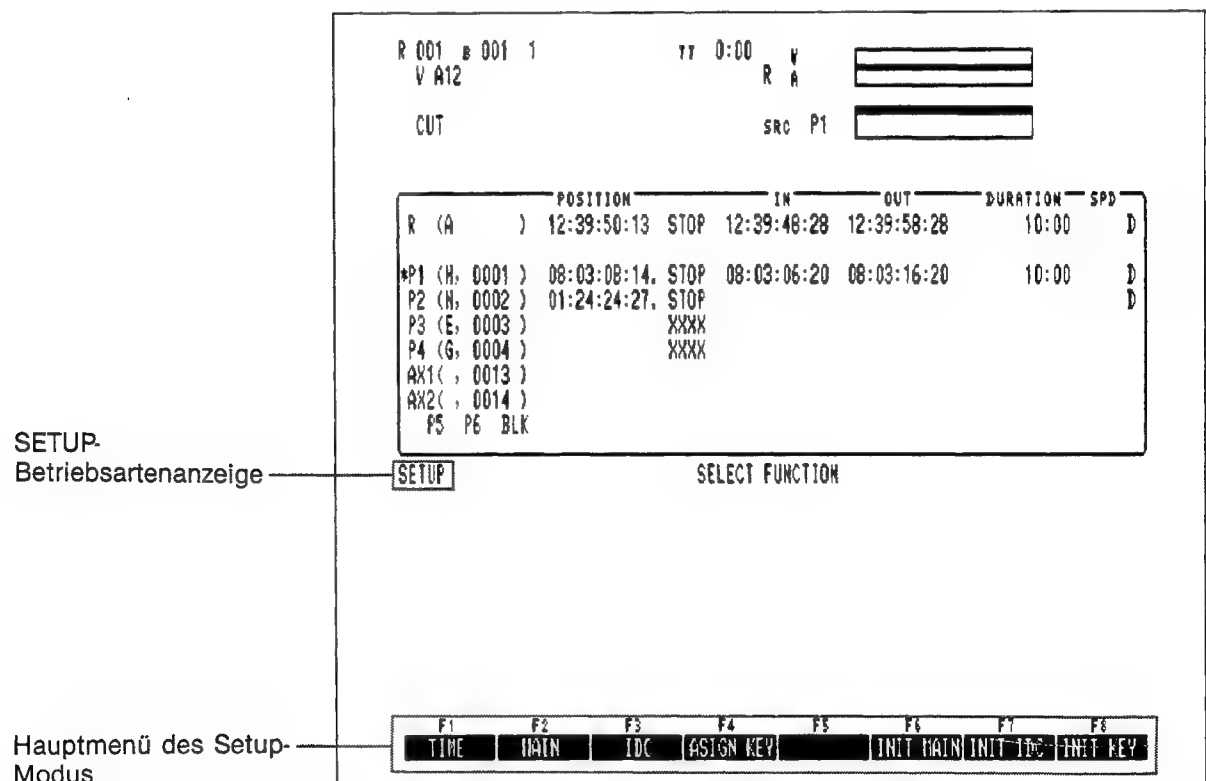 R 001 B 001 1 TT 0:00 V
V A12 R A
CUT SRC P1
POSITION IN OUT DURATION SPD
R (A ) 12:39:50:13 STOP 12:39:48:28 12:39:58:28 10:00 D
*P1 (H, 0001 ) 08:03:08:14. STOP 08:03:06:20 08:03:16:20 10:00 D
P2 (H, 0002 ) 01:24:24:27. STOP D
P3 (E, 0003 ) XXXX
P4 (G, 0004 ) XXXX
AX1( , 0013 )
AX2( , 0014 )
P5 P6 BLK
SETUP-
Betriebsartenanzeige
SETUP SELECT FUNCTION
F1 F2 F3 F4 F5 F6 F7 F8
TIME MAIN IDC ASIGN KEY INIT MAIN INIT IDC INIT KEY
Hauptmenü des Setup-
Modus